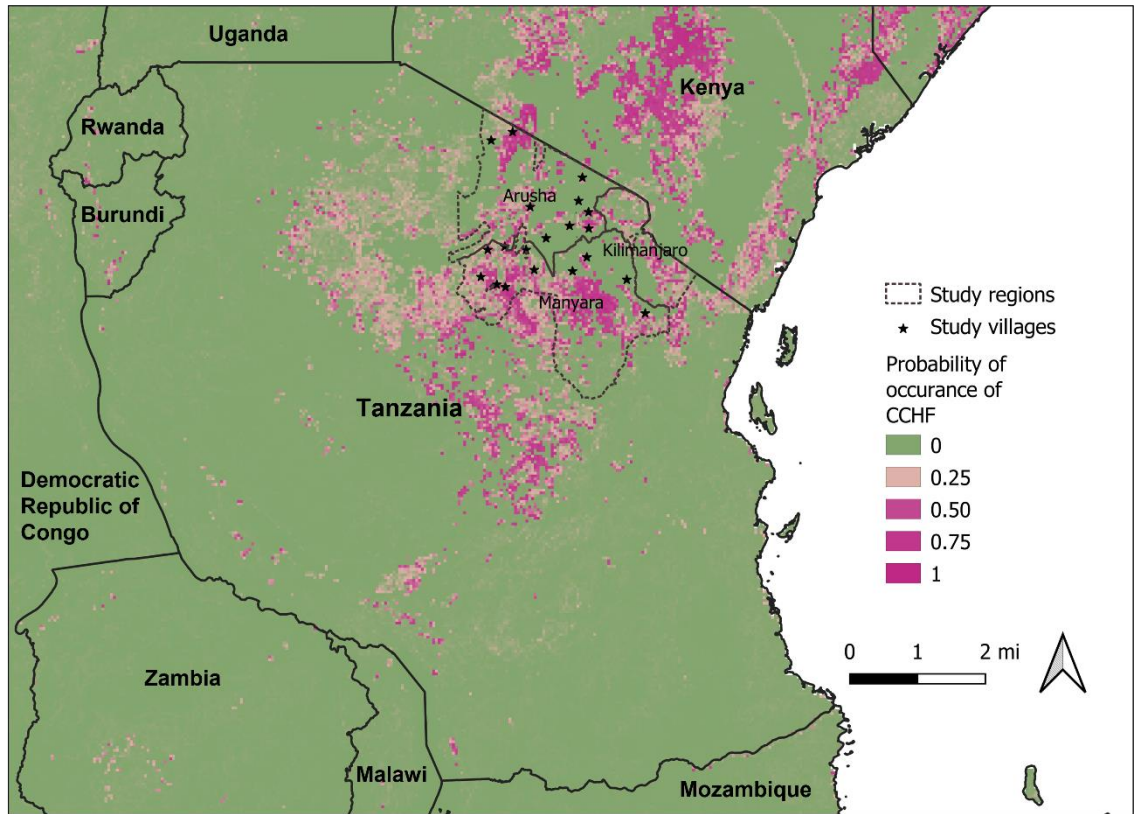 Uganda
Kenya
Rwanda
Burundi
Arusha
Kilimanjaro
Manyara
Tanzania
Democratic
Republic of
Congo
Zambia
Malawi
Mozambique
Study regions
Study villages
Probability of
occurance of
CCHF
0
0.25
0.50
0.75
1
0 1 2 mi